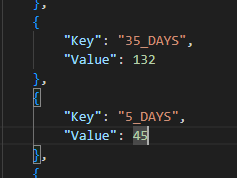 },
{
"Key": "35_DAYS",
"Value": 132
},
{
"Key": "5_DAYS",
"Value": 45
},
{